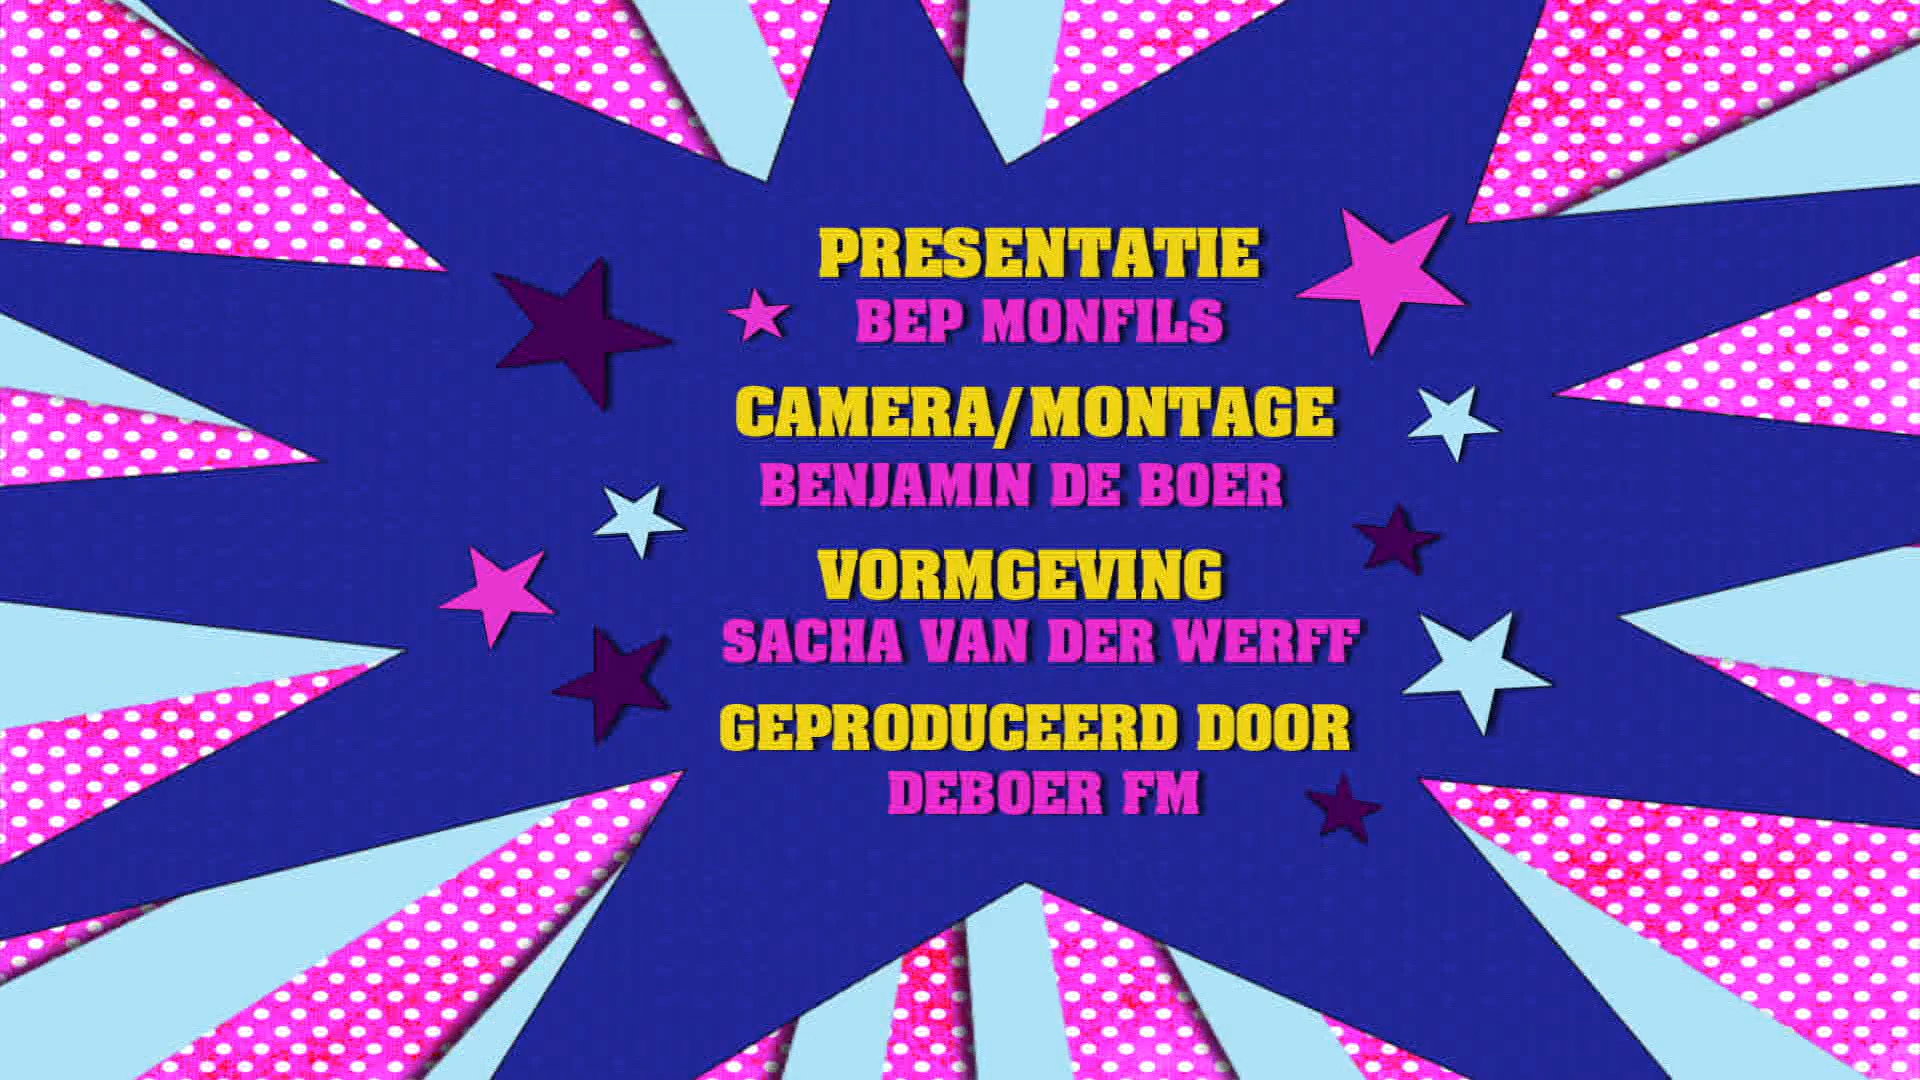 PRESENTATIE
BEP MONFILS
CAMERA/MONTAGE
BENJAMIN DE BOER
VORMGEVING
SACHA VAN DER WERFF
GEPRODUCEERD DOOR
DEBOER FM